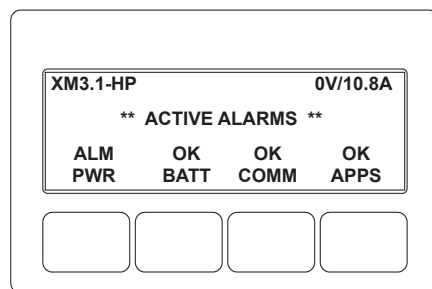 XM3.1-HP 0V/10.8A
** ACTIVE ALARMS **
ALM OK OK OK
PWR BATT COMM APPS